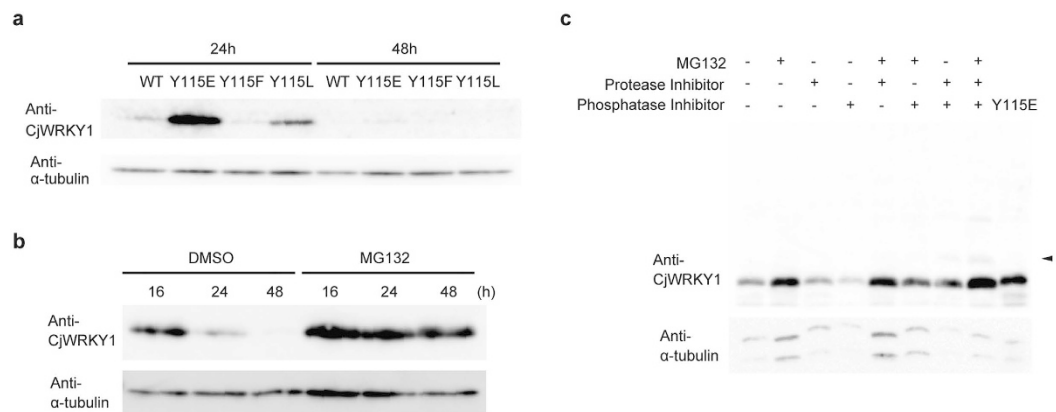 a
24h 48h
WT Y115E Y115F Y115L WT Y115E Y115F Y115L
Anti-
CjWRKY1
Anti-
α-tubulin
b
DMSO MG132
16 24 48 16 24 48 (h)
Anti-
CjWRKY1
Anti-
α-tubulin
c
MG132 - + - - + + - +
Protease Inhibitor - - + - + - + +
Phosphatase Inhibitor - - - + - + + + Y115E
Anti-
CjWRKY1
Anti-
α-tubulin